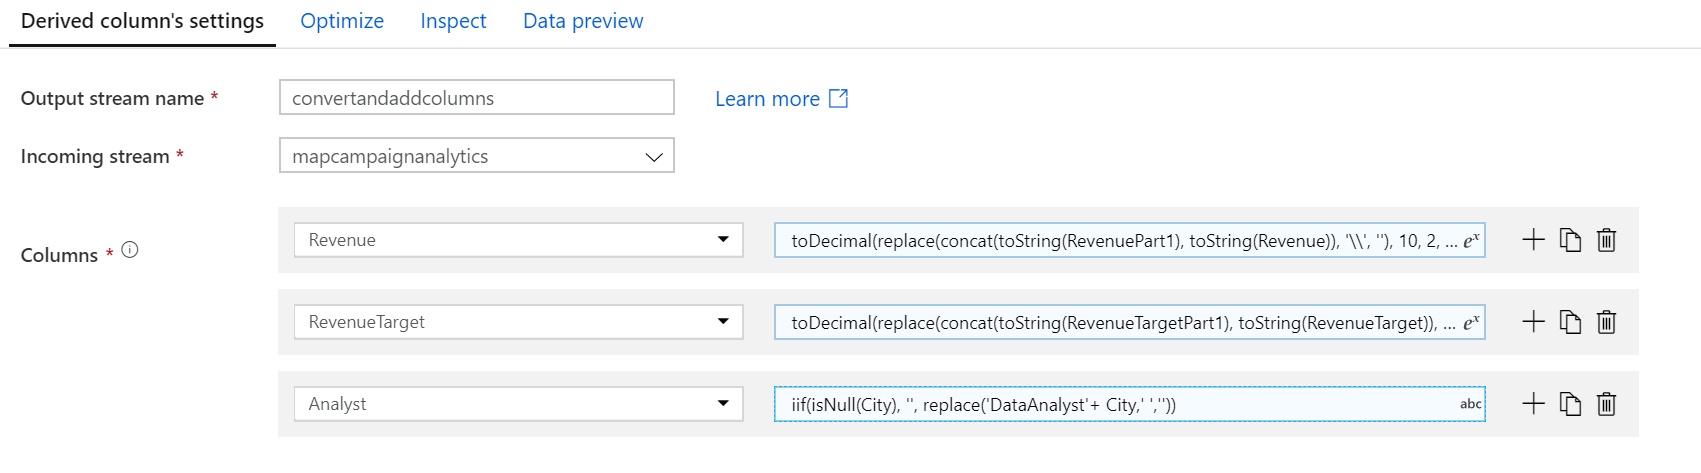 Derived column's settings Optimize Inspect Data preview
Output stream name * convertandaddcolumns Learn more
Incoming stream * mapcampaignanalytics
Columns * Revenue toDecimal(replace(concat(toString(RevenuePart1), toString(Revenue)), '\\', ''), 10, 2, ... eˣ
RevenueTarget toDecimal(replace(concat(toString(RevenueTargetPart1), toString(RevenueTarget)), ... eˣ
Analyst iif(isNull(City), '', replace('DataAnalyst'+ City,' ','')) abc